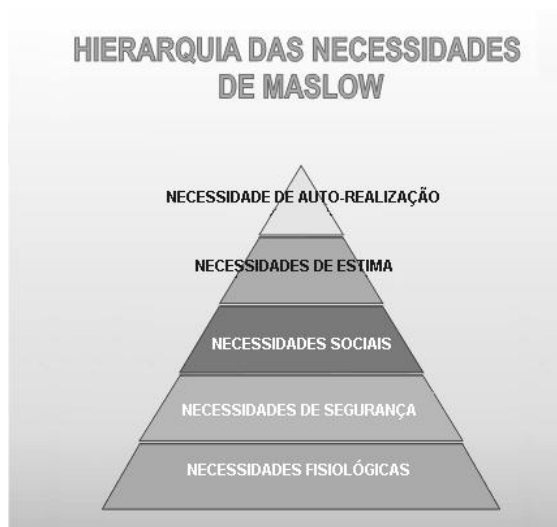 HIERARQUIA DAS NECESSIDADES
DE MASLOW
NECESSIDADE DE AUTO-REALIZAÇÃO
NECESSIDADES DE ESTIMA
NECESSIDADES SOCIAIS
NECESSIDADES DE SEGURANÇA
NECESSIDADES FISIOLÓGICAS